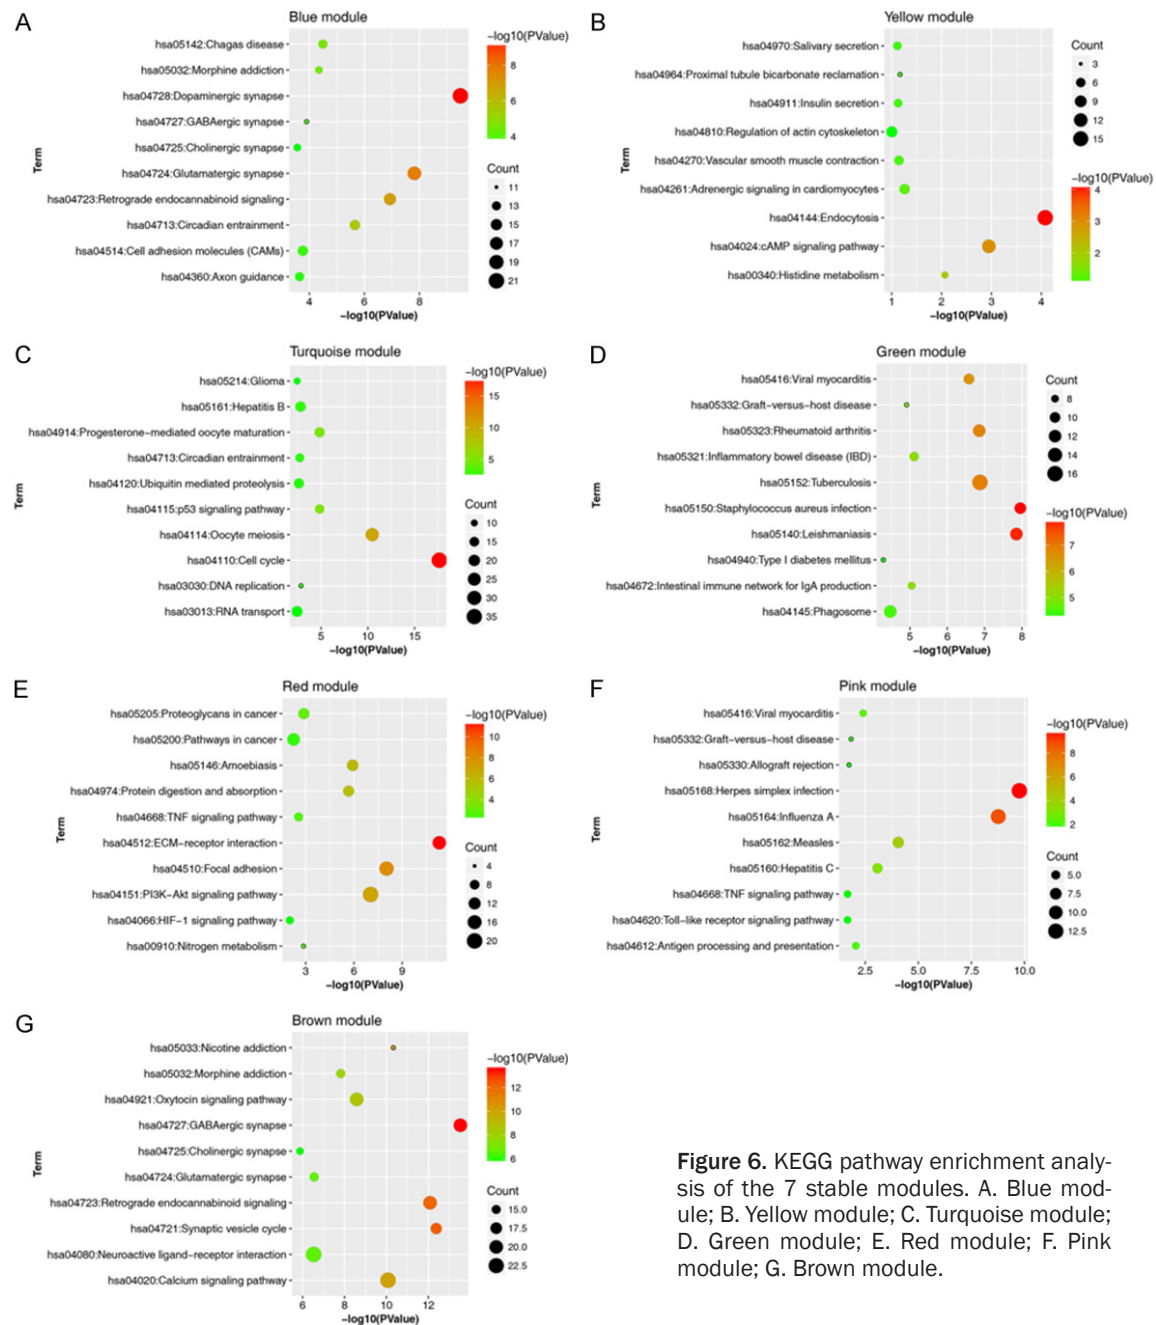 A
Blue module
hsa05142:Chagas disease
hsa05032:Morphine addiction
hsa04728:Dopaminergic synapse
hsa04727:GABAergic synapse
hsa04725:Cholinergic synapse
hsa04724:Glutamatergic synapse
hsa04723:Retrograde endocannabinoid signaling
hsa04713:Circadian entrainment
hsa04514:Cell adhesion molecules (CAMs)
hsa04360:Axon guidance
Term
4 6 8
−log10(PValue)
−log10(PValue)
8
6
4
Count
11
13
15
17
19
21
B
Yellow module
hsa04970:Salivary secretion
hsa04964:Proximal tubule bicarbonate reclamation
hsa04911:Insulin secretion
hsa04810:Regulation of actin cytoskeleton
hsa04270:Vascular smooth muscle contraction
hsa04261:Adrenergic signaling in cardiomyocytes
hsa04144:Endocytosis
hsa04024:cAMP signaling pathway
hsa00340:Histidine metabolism
Term
1 2 3 4
−log10(PValue)
Count
3
6
9
12
15
−log10(PValue)
4
3
2
C
Turquoise module
hsa05214:Glioma
hsa05161:Hepatitis B
hsa04914:Progesterone−mediated oocyte maturation
hsa04713:Circadian entrainment
hsa04120:Ubiquitin mediated proteolysis
hsa04115:p53 signaling pathway
hsa04114:Oocyte meiosis
hsa04110:Cell cycle
hsa03030:DNA replication
hsa03013:RNA transport
Term
5 10 15
−log10(PValue)
−log10(PValue)
15
10
5
Count
10
15
20
25
30
35
D
Green module
hsa05416:Viral myocarditis
hsa05332:Graft−versus−host disease
hsa05323:Rheumatoid arthritis
hsa05321:Inflammatory bowel disease (IBD)
hsa05152:Tuberculosis
hsa05150:Staphylococcus aureus infection
hsa05140:Leishmaniasis
hsa04940:Type I diabetes mellitus
hsa04672:Intestinal immune network for IgA production
hsa04145:Phagosome
Term
5 6 7 8
−log10(PValue)
Count
8
10
12
14
16
−log10(PValue)
7
6
5
E
Red module
hsa05205:Proteoglycans in cancer
hsa05200:Pathways in cancer
hsa05146:Amoebiasis
hsa04974:Protein digestion and absorption
hsa04668:TNF signaling pathway
hsa04512:ECM−receptor interaction
hsa04510:Focal adhesion
hsa04151:PI3K−Akt signaling pathway
hsa04066:HIF−1 signaling pathway
hsa00910:Nitrogen metabolism
Term
3 6 9
−log10(PValue)
−log10(PValue)
10
8
6
4
Count
4
8
12
16
20
F
Pink module
hsa05416:Viral myocarditis
hsa05332:Graft−versus−host disease
hsa05330:Allograft rejection
hsa05168:Herpes simplex infection
hsa05164:Influenza A
hsa05162:Measles
hsa05160:Hepatitis C
hsa04668:TNF signaling pathway
hsa04620:Toll−like receptor signaling pathway
hsa04612:Antigen processing and presentation
Term
2.5 5.0 7.5 10.0
−log10(PValue)
−log10(PValue)
8
6
4
2
Count
5.0
7.5
10.0
12.5
G
Brown module
hsa05033:Nicotine addiction
hsa05032:Morphine addiction
hsa04921:Oxytocin signaling pathway
hsa04727:GABAergic synapse
hsa04725:Cholinergic synapse
hsa04724:Glutamatergic synapse
hsa04723:Retrograde endocannabinoid signaling
hsa04721:Synaptic vesicle cycle
hsa04080:Neuroactive ligand−receptor interaction
hsa04020:Calcium signaling pathway
Term
6 8 10 12
−log10(PValue)
−log10(PValue)
12
10
8
6
Count
15.0
17.5
20.0
22.5
Figure 6. KEGG pathway enrichment analy-
sis of the 7 stable modules. A. Blue mod-
ule; B. Yellow module; C. Turquoise module;
D. Green module; E. Red module; F. Pink
module; G. Brown module.